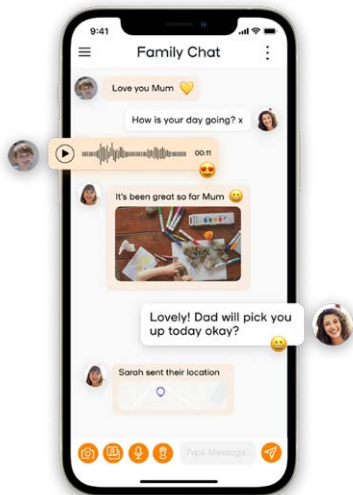 9:41
Family Chat
Love you Mum 💛
How is your day going? x
00:11
It's been great so far Mum 😀
Lovely! Dad will pick you
up today okay?
Sarah sent their location
Type Message...